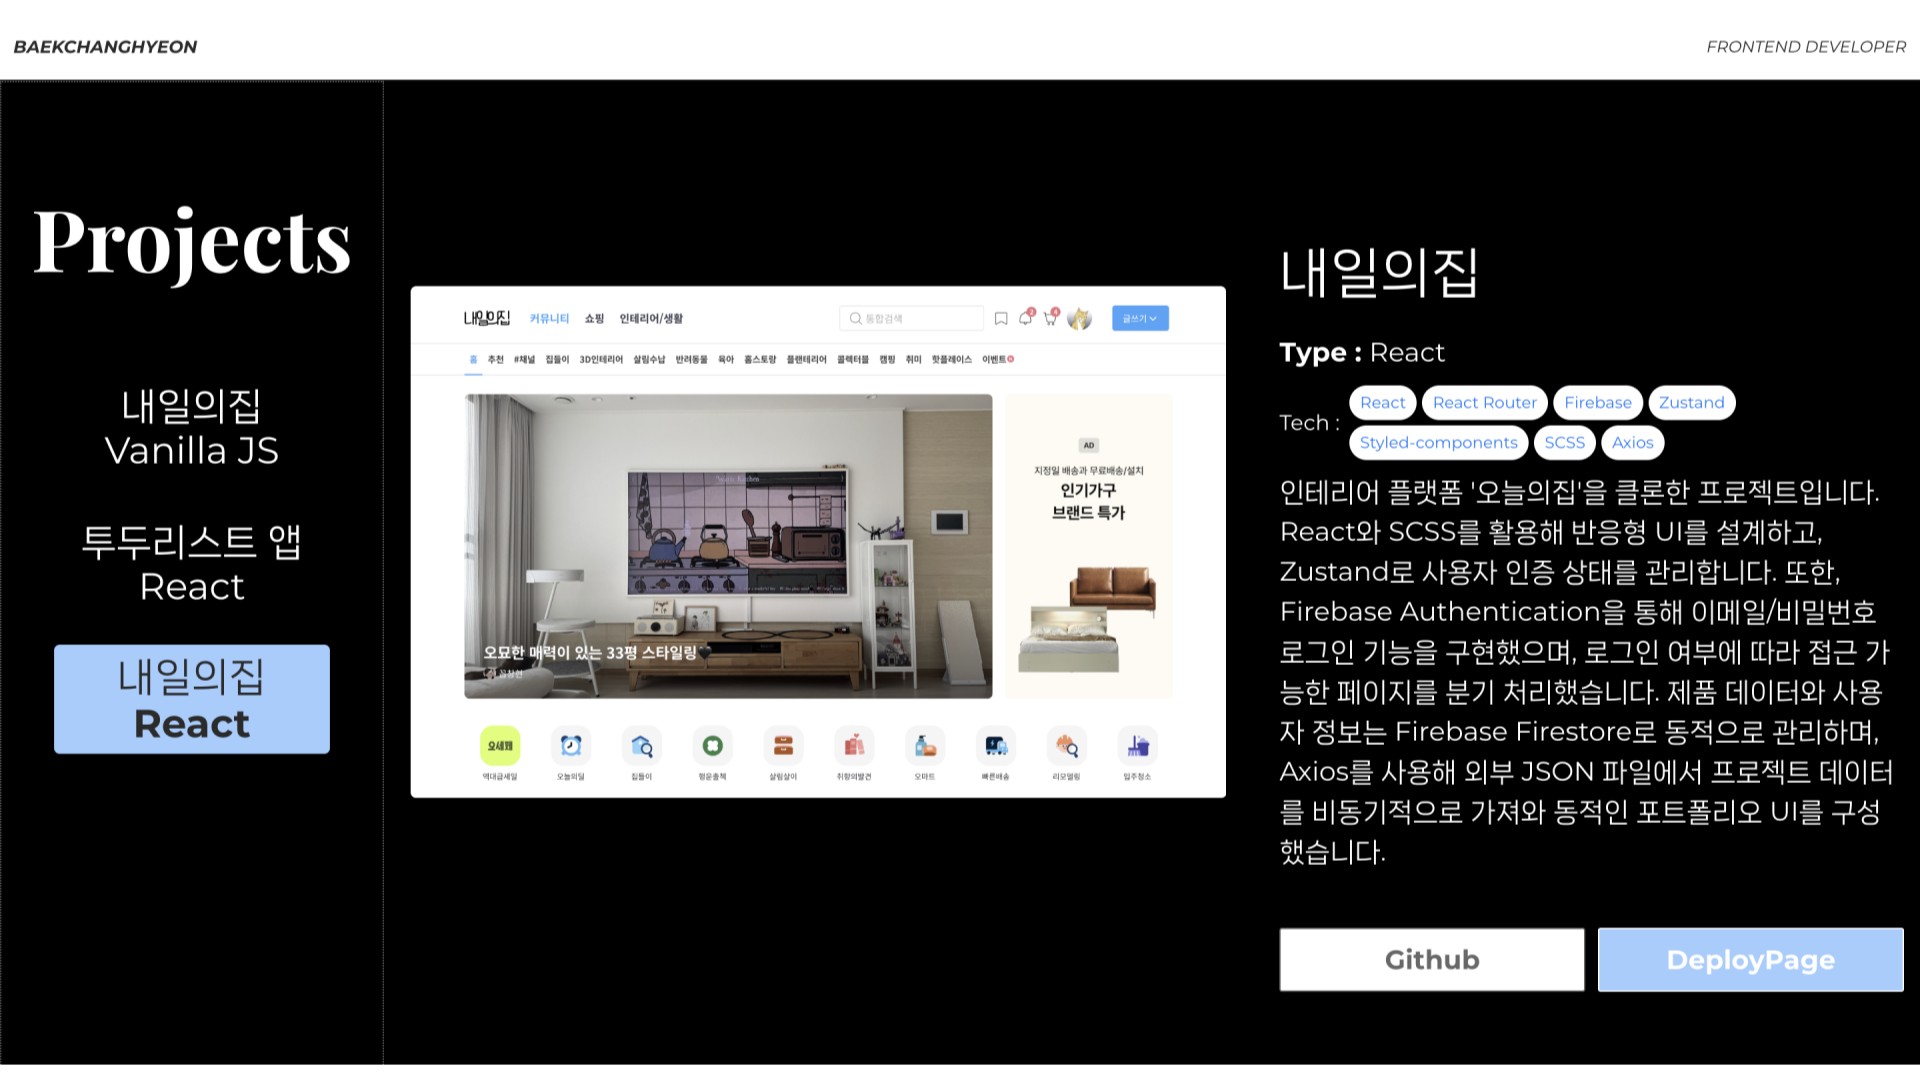 BAEKCHANGHYEON
FRONTEND DEVELOPER
Projects
내일의집
Vanilla JS
투두리스트 앱
React
내일의집
React
내일의집 커뮤니티 쇼핑 인테리어/생활 통합검색 2 4 글쓰기
홈 추천 #채널 집들이 3D인테리어 살림수납 반려동물 육아 홈스토랑 플랜테리어 콜렉터블 캠핑 취미 핫플레이스 이벤트
오묘한 매력이 있는 33평 스타일링🖤
AD
지정일 배송과 무료배송/설치
인기가구
브랜드 특가
오세페
역대급세일 오늘의딜 집들이 행운출첵 살림살이 취향의발견 오마트 빠른배송 리모델링 입주청소
내일의집
Type : React
Tech :
React React Router Firebase Zustand
Styled-components SCSS Axios
인테리어 플랫폼 '오늘의집'을 클론한 프로젝트입니다.
React와 SCSS를 활용해 반응형 UI를 설계하고,
Zustand로 사용자 인증 상태를 관리합니다. 또한,
Firebase Authentication을 통해 이메일/비밀번호
로그인 기능을 구현했으며, 로그인 여부에 따라 접근 가
능한 페이지를 분기 처리했습니다. 제품 데이터와 사용
자 정보는 Firebase Firestore로 동적으로 관리하며,
Axios를 사용해 외부 JSON 파일에서 프로젝트 데이터
를 비동기적으로 가져와 동적인 포트폴리오 UI를 구성
했습니다.
Github
DeployPage